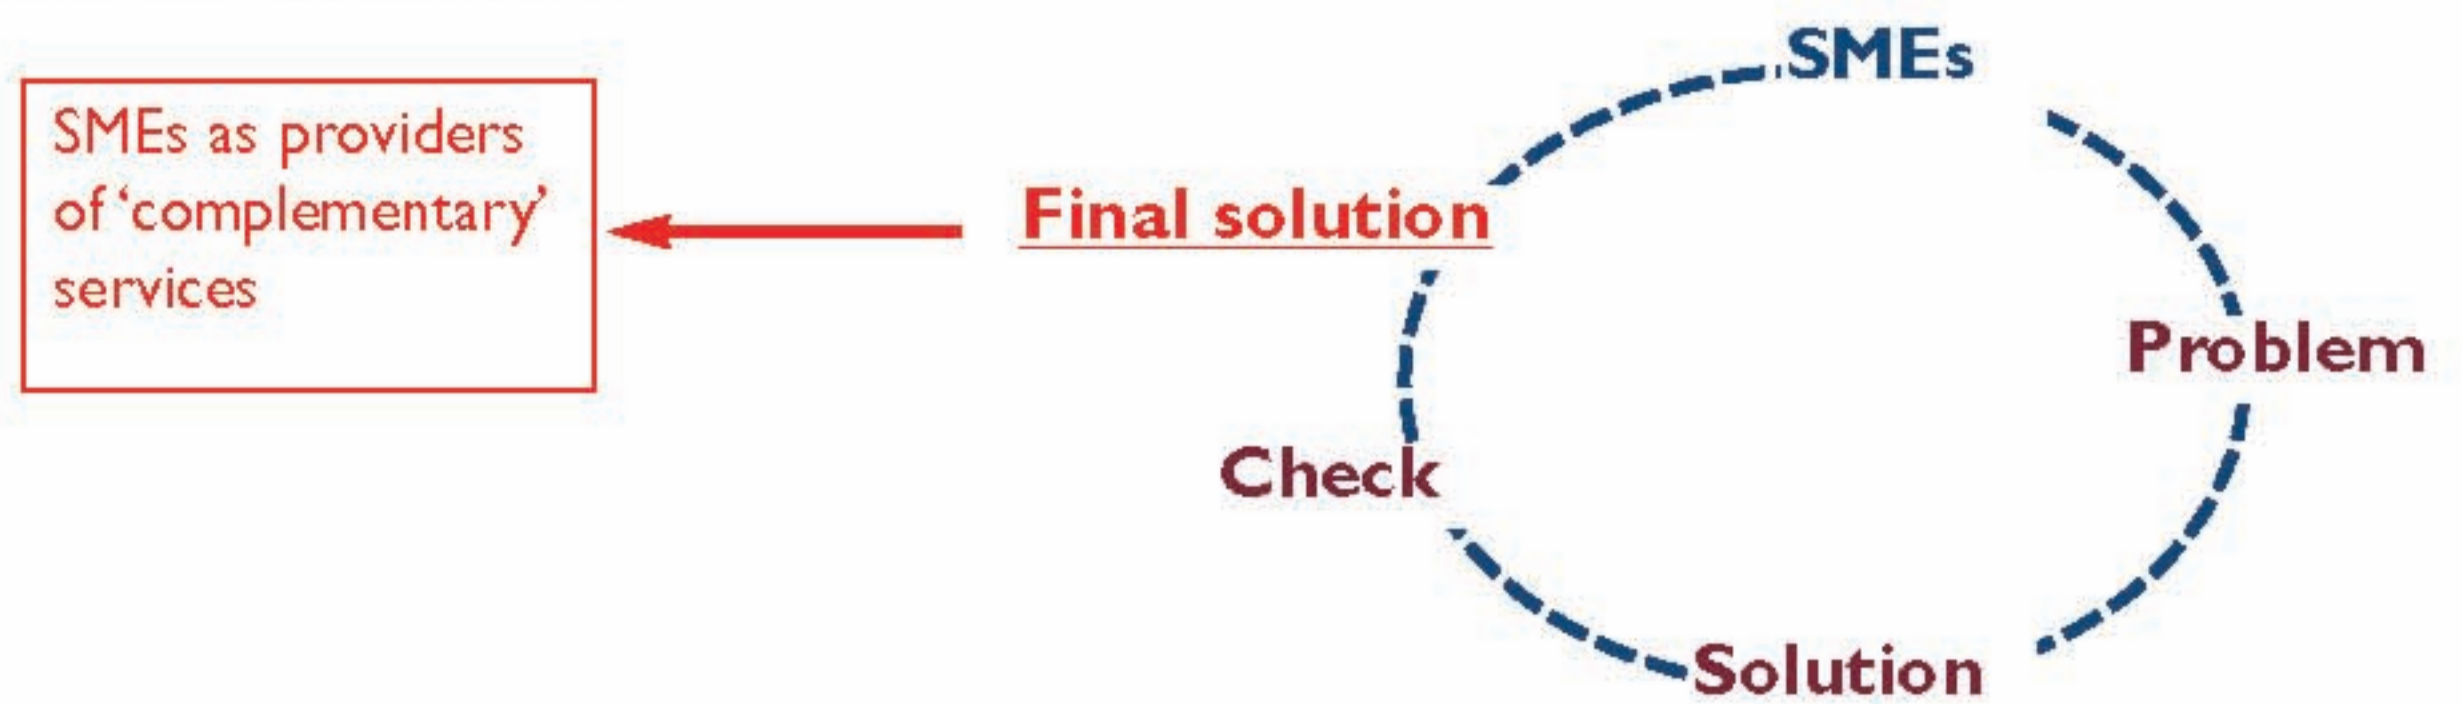 SMEs
SMEs as providers
of ‘complementary’
services
Final solution
Problem
Check
Solution